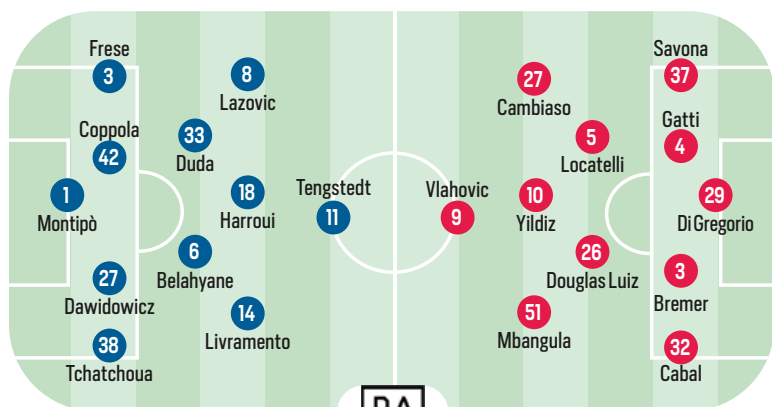 Frese
3
Coppola
42
1
Montipò
27
Dawidowicz
38
Tchatchoua
33
Duda
6
Belahyane
8
Lazovic
18
Harroui
14
Livramento
Tengstedt
11
Vlahovic
9
27
Cambiaso
10
Yildiz
51
Mbangula
5
Locatelli
26
Douglas Luiz
Savona
37
Gatti
4
29
Di Gregorio
3
Bremer
32
Cabal